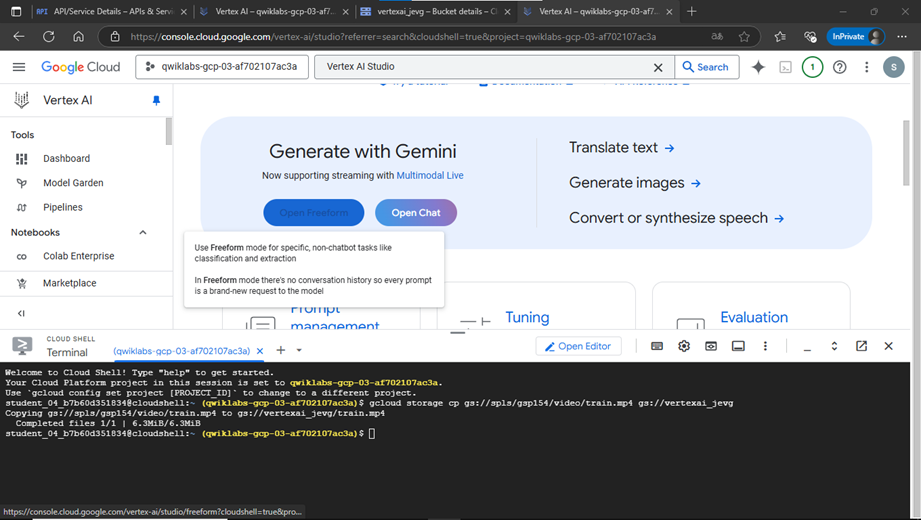 API/Service Details – APIs & Servi
Vertex AI – qwiklabs-gcp-03-af702
vertexai_jevg – Bucket details – Cl
Vertex AI – qwiklabs-gcp-03-af702
https://console.cloud.google.com/vertex-ai/studio?referrer=search&cloudshell=true&project=qwiklabs-gcp-03-af702107ac3a
InPrivate
Google Cloud
qwiklabs-gcp-03-af702107ac3a
Vertex AI Studio
Search
1
S
Vertex AI
Tools
Dashboard
Model Garden
Pipelines
Notebooks
Colab Enterprise
Marketplace
Generate with Gemini
Now supporting streaming with Multimodal Live
Open Freeform
Open Chat
Translate text →
Generate images →
Convert or synthesize speech →
Use Freeform mode for specific, non-chatbot tasks like
classification and extraction
In Freeform mode there's no conversation history so every prompt
is a brand-new request to the model
Prompt
management
Tuning
Evaluation
CLOUD SHELL
Terminal
(qwiklabs-gcp-03-af702107ac3a)
Open Editor
Welcome to Cloud Shell! Type "help" to get started.
Your Cloud Platform project in this session is set to qwiklabs-gcp-03-af702107ac3a.
Use `gcloud config set project [PROJECT_ID]` to change to a different project.
student_04_b7b60d351834@cloudshell:~ (qwiklabs-gcp-03-af702107ac3a)$ gcloud storage cp gs://spls/gsp154/video/train.mp4 gs://vertexai_jevg
Copying gs://spls/gsp154/video/train.mp4 to gs://vertexai_jevg/train.mp4
Completed files 1/1 | 6.3MiB/6.3MiB
student_04_b7b60d351834@cloudshell:~ (qwiklabs-gcp-03-af702107ac3a)$
https://console.cloud.google.com/vertex-ai/studio/freeform?cloudshell=true&pro...